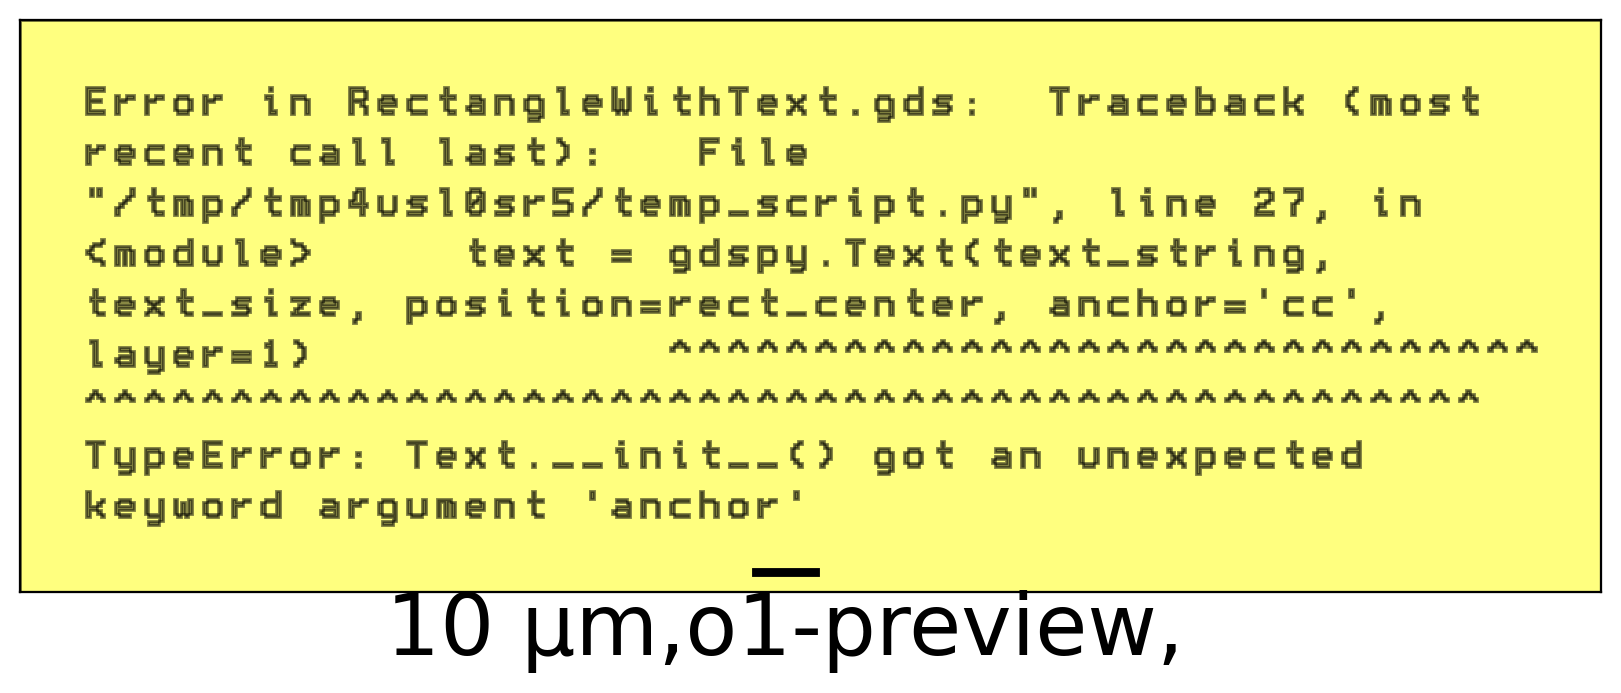 Error in RectangleWithText.gds:  Traceback (most
recent call last):   File
"/tmp/tmp4usl0sr5/temp_script.py", line 27, in
<module>     text = gdspy.Text(text_string,
text_size, position=rect_center, anchor='cc',
layer=1)            ^^^^^^^^^^^^^^^^^^^^^^^^^^^^^^
^^^^^^^^^^^^^^^^^^^^^^^^^^^^^^^^^^^^^^^^^^^^^^^^
TypeError: Text.__init__() got an unexpected
keyword argument 'anchor'
10 μm,o1-preview,